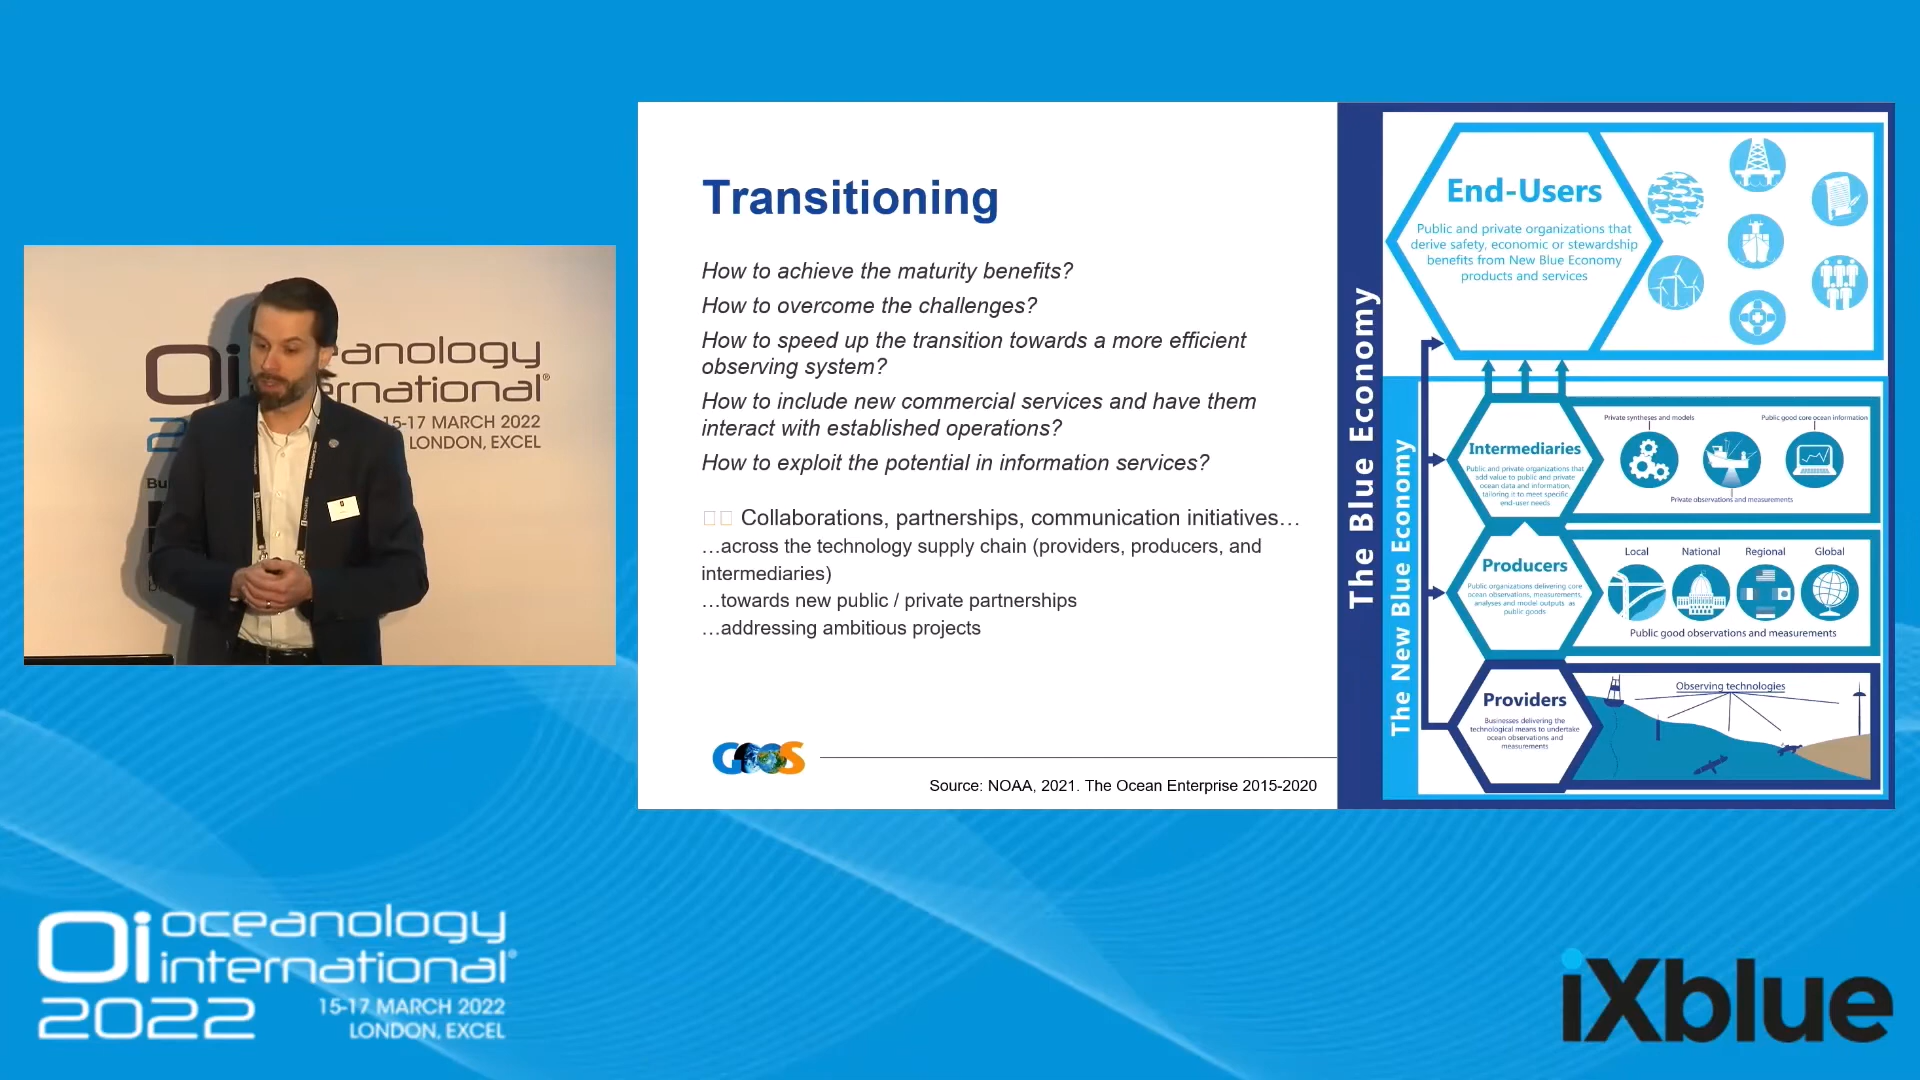 Transitioning
How to achieve the maturity benefits?
How to overcome the challenges?
How to speed up the transition towards a more efficient
observing system?
How to include new commercial services and have them
interact with established operations?
How to exploit the potential in information services?
Collaborations, partnerships, communication initiatives…
…across the technology supply chain (providers, producers, and
intermediaries)
…towards new public / private partnerships
…addressing ambitious projects
GOOS
Source: NOAA, 2021. The Ocean Enterprise 2015-2020
The Blue Economy
The New Blue Economy
End-Users
Public and private organizations that
derive safety, economic or stewardship
benefits from New Blue Economy
products and services
Intermediaries
Public and private organizations that
add value to public and private
ocean data and information,
tailoring it to meet specific
end-user needs
Private syntheses and models
Public good core ocean information
Private observations and measurements
Producers
Public organizations delivering core
ocean observations, measurements,
analyses and model outputs as
public goods
Local
National
Regional
Global
Public good observations and measurements
Providers
Businesses delivering the
technological means to undertake
ocean observations and
measurements
Observing technologies
Oi eanology
ernational®
2 15-17 MARCH 2022
LONDON, EXCEL
Oi oceanology
international®
2022 15-17 MARCH 2022
LONDON, EXCEL
iXblue